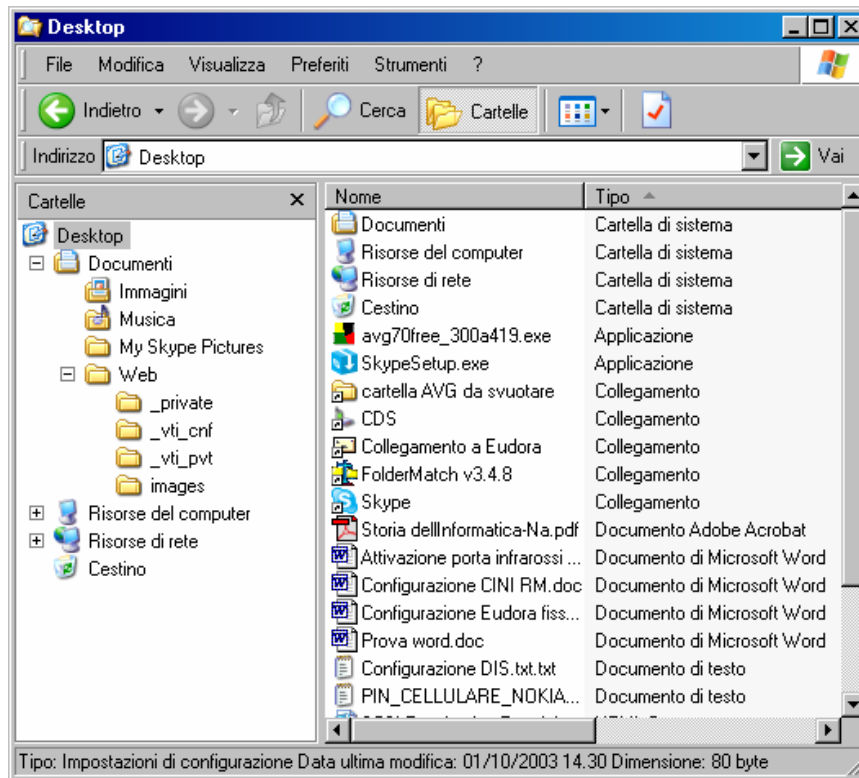 Desktop
File Modifica Visualizza Preferiti Strumenti ?
Indietro Cerca Cartelle
Indirizzo Desktop Vai
Cartelle
Desktop
Documenti
Immagini
Musica
My Skype Pictures
Web
_private
_vti_cnf
_vti_pvt
images
Risorse del computer
Risorse di rete
Cestino
Nome Tipo
Documenti Cartella di sistema
Risorse del computer Cartella di sistema
Risorse di rete Cartella di sistema
Cestino Cartella di sistema
avg70free_300a419.exe Applicazione
SkypeSetup.exe Applicazione
cartella AVG da svuotare Collegamento
CDS Collegamento
Collegamento a Eudora Collegamento
FolderMatch v3.4.8 Collegamento
Skype Collegamento
Storia dellInformatica-Na.pdf Documento Adobe Acrobat
Attivazione porta infrarossi ... Documento di Microsoft Word
Configurazione CINI RM.doc Documento di Microsoft Word
Configurazione Eudora fiss... Documento di Microsoft Word
Prova word.doc Documento di Microsoft Word
Configurazione DIS.txt.txt Documento di testo
PIN_CELLULARE_NOKIA... Documento di testo
Tipo: Impostazioni di configurazione Data ultima modifica: 01/10/2003 14.30 Dimensione: 80 byte